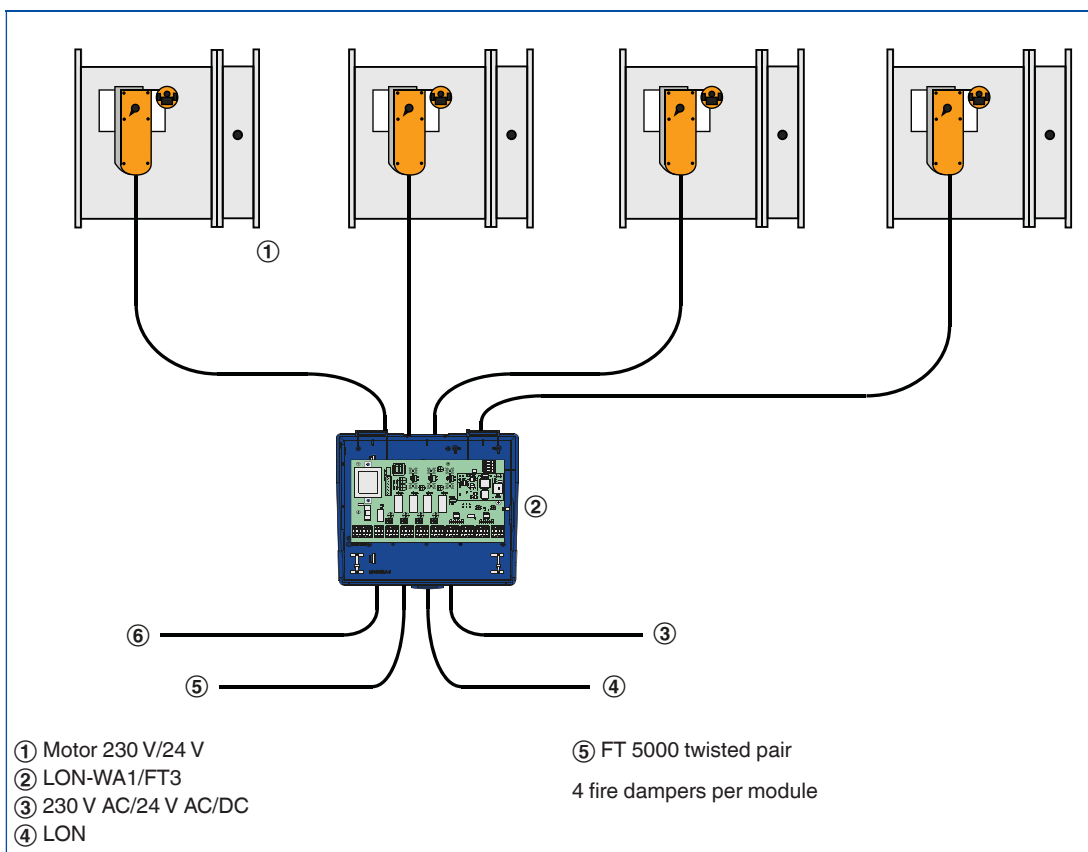 ①
②
⑥
③
⑤
④
① Motor 230 V/24 V
② LON-WA1/FT3
③ 230 V AC/24 V AC/DC
④ LON
⑤ FT 5000 twisted pair
4 fire dampers per module